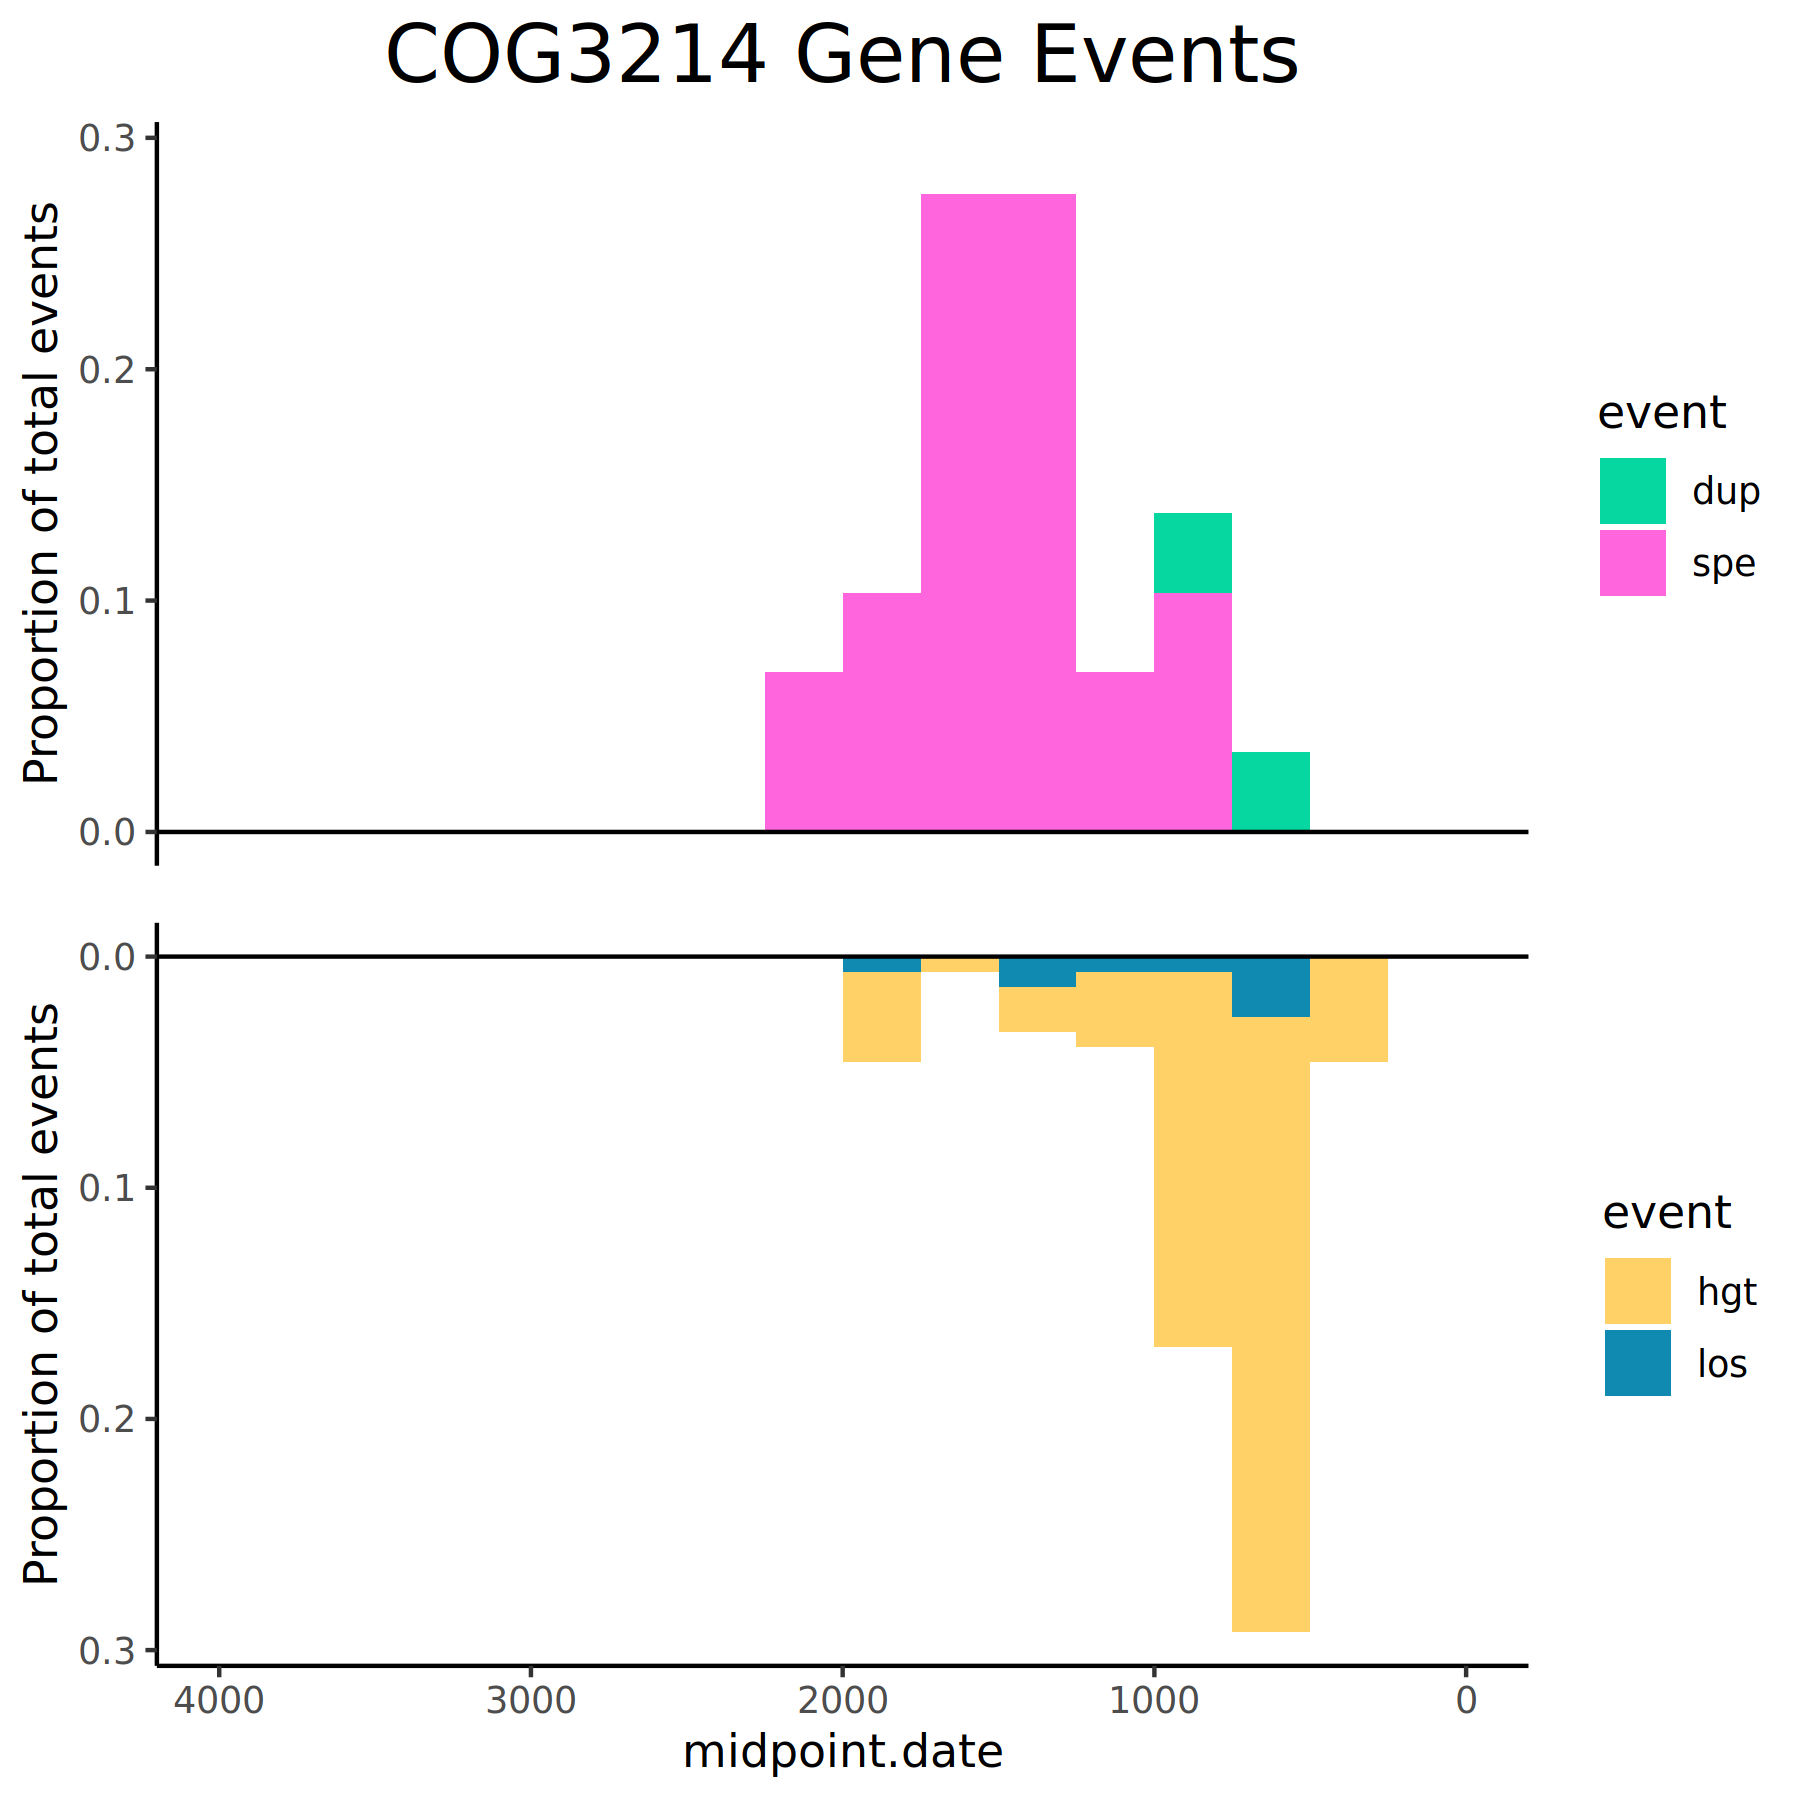 COG3214 Gene Events
Proportion of total events
0.3
0.2
0.1
0.0
event
dup
spe
Proportion of total events
0.0
0.1
0.2
0.3
event
hgt
los
4000 3000 2000 1000 0
midpoint.date